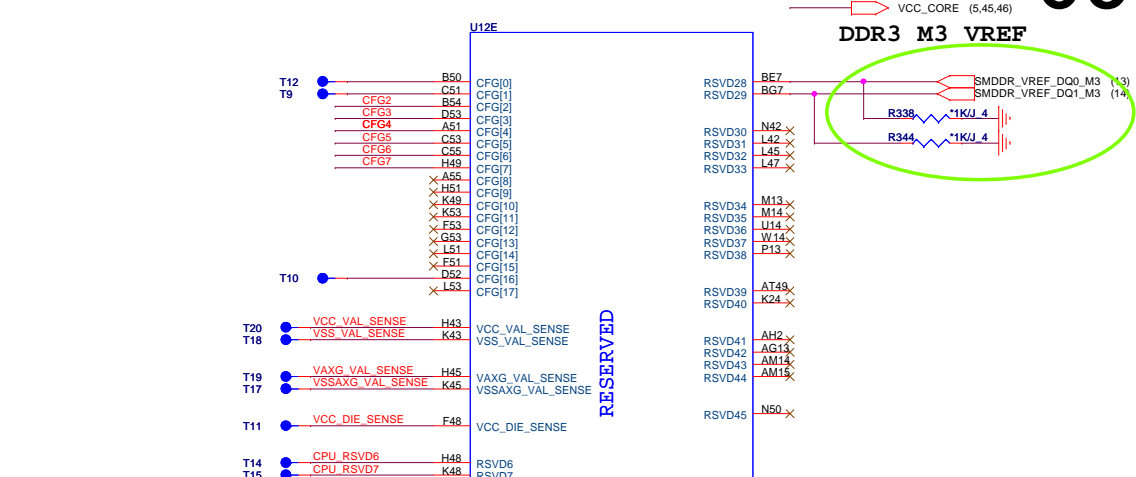 VCC_CORE (5,45,46)
U12E
DDR3 M3 VREF
T12 B50 CFG[0] RSVD28 BE7 SMDDR_VREF_DQ0_M3 (13)
T9 C51 CFG[1] RSVD29 BG7 SMDDR_VREF_DQ1_M3 (14)
CFG2 B54 CFG[2]
CFG3 D53 CFG[3] R338 *1K/J_4
CFG4 A51 CFG[4] RSVD30 N42
CFG5 C53 CFG[5] RSVD31 L42 R344 *1K/J_4
CFG6 C55 CFG[6] RSVD32 L45
CFG7 H49 CFG[7] RSVD33 L47
A55 CFG[8]
H51 CFG[9]
K49 CFG[10] RSVD34 M13
K53 CFG[11] RSVD35 M14
F53 CFG[12] RSVD36 U14
G53 CFG[13] RSVD37 W14
L51 CFG[14] RSVD38 P13
F51 CFG[15]
T10 D52 CFG[16]
L53 CFG[17] RSVD39 AT49
RSVD40 K24
T20 VCC_VAL_SENSE H43 VCC_VAL_SENSE
T18 VSS_VAL_SENSE K43 VSS_VAL_SENSE RSVD41 AH2
RSVD42 AG13
RSVD43 AM14
T19 VAXG_VAL_SENSE H45 VAXG_VAL_SENSE RSVD44 AM15
T17 VSSAXG_VAL_SENSE K45 VSSAXG_VAL_SENSE
RESERVED
RSVD45 N50
T11 VCC_DIE_SENSE F48 VCC_DIE_SENSE
T14 CPU_RSVD6 H48 RSVD6
T15 CPU_RSVD7 K48 RSVD7